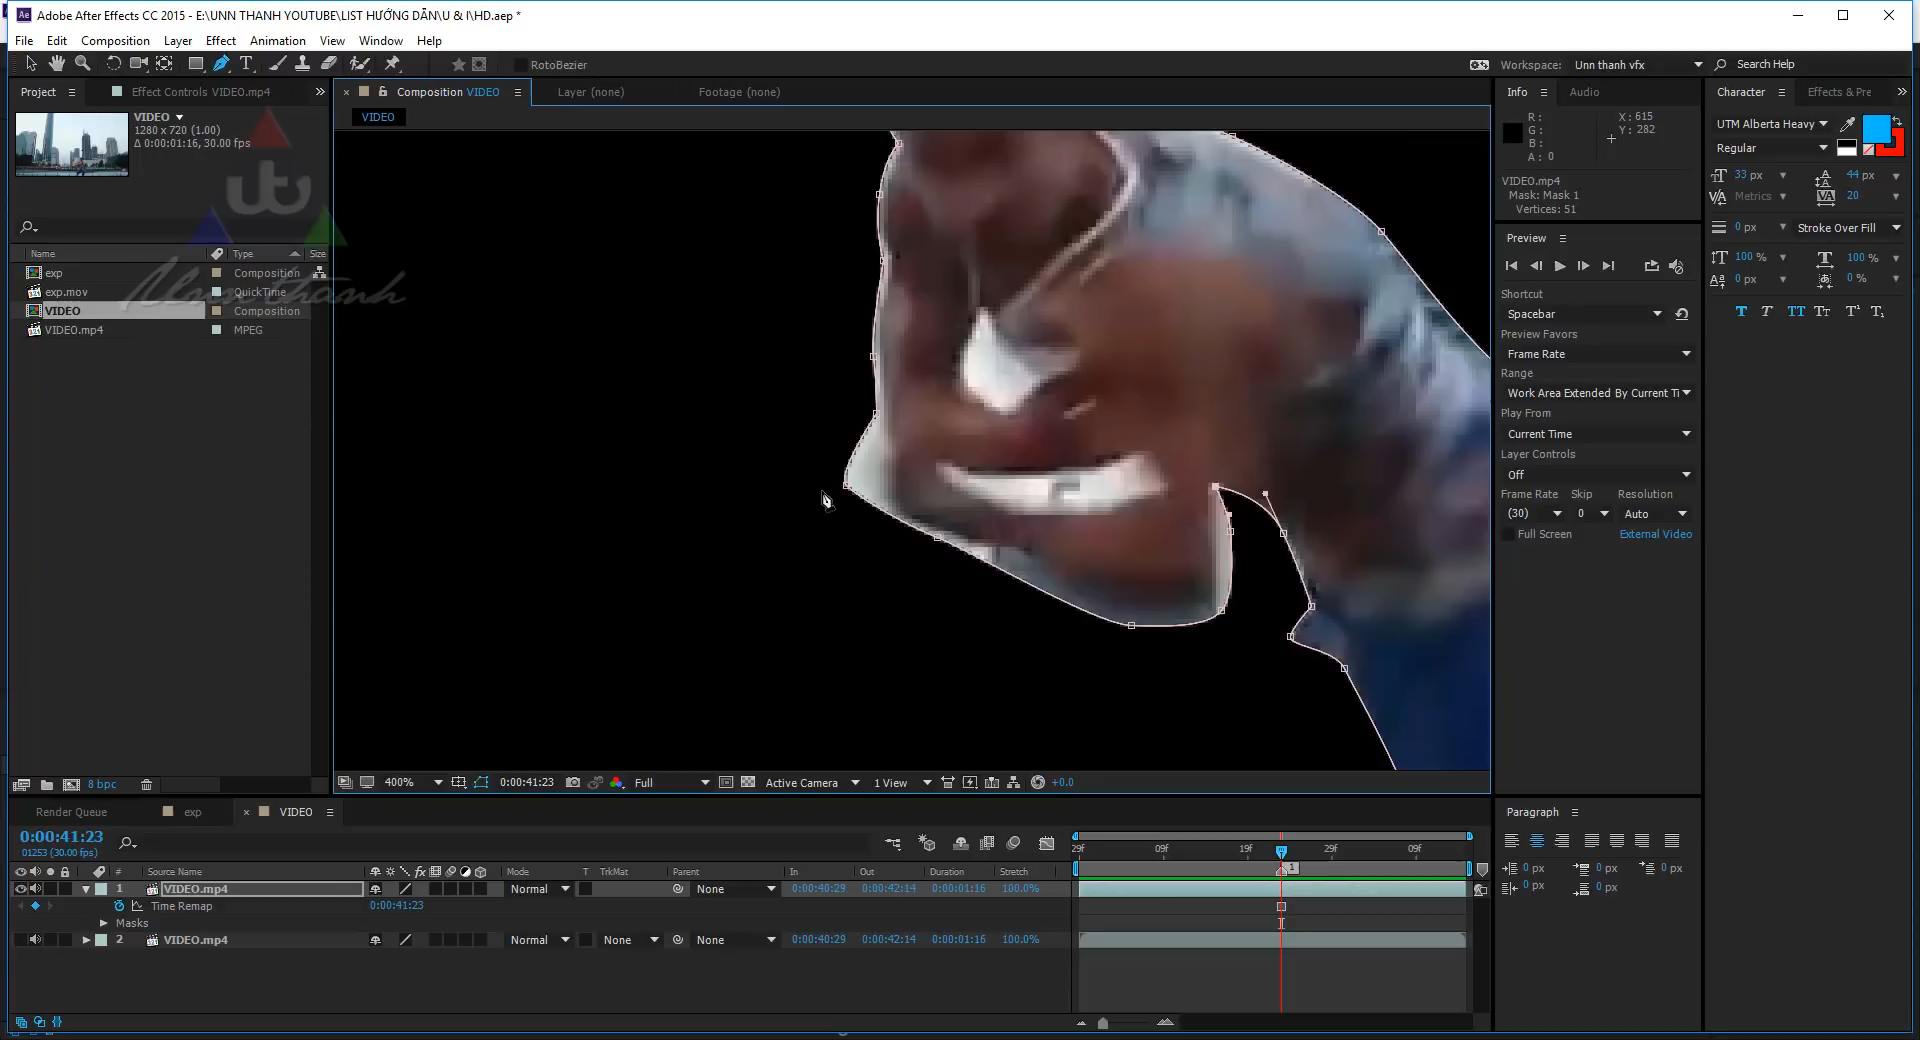 Adobe After Effects CC 2015 - E:\UNN THANH YOUTUBE\LIST HƯỚNG DẪN\U & I\HD.aep *
File Edit Composition Layer Effect Animation View Window Help
RotoBezier
Workspace: Unn thanh vfx
Search Help
Project
Effect Controls VIDEO.mp4
Composition VIDEO
Layer (none)
Footage (none)
Info
Audio
Character
Effects & Pre
VIDEO
VIDEO
1280 x 720 (1.00)
Δ 0:00:01:16, 30.00 fps
R:
G:
B:
A: 0
X: 615
Y: 282
UTM Alberta Heavy
Regular
33 px
44 px
VIDEO.mp4
Mask: Mask 1
Vertices: 51
Metrics
20
0 px
Stroke Over Fill
100 %
100 %
0 px
0 %
T T TT Tt T¹ T₁
Name Type Size
exp Composition
exp.mov QuickTime
VIDEO Composition
VIDEO.mp4 MPEG
Unn thanh
Preview
Shortcut
Spacebar
Preview Favors
Frame Rate
Range
Work Area Extended By Current Ti
Play From
Current Time
Layer Controls
Off
Frame Rate Skip Resolution
(30) 0 Auto
Full Screen External Video
8 bpc
400%
0:00:41:23
Full
Active Camera
1 View
+0.0
Render Queue
exp
VIDEO
Paragraph
0:00:41:23
01253 (30.00 fps)
29f 09f 19f 29f 09f
1
# Source Name Mode T TrkMat Parent In Out Duration Stretch
1 VIDEO.mp4 Normal None 0:00:40:29 0:00:42:14 0:00:01:16 100.0%
Time Remap 0:00:41:23
Masks
2 VIDEO.mp4 Normal None None 0:00:40:29 0:00:42:14 0:00:01:16 100.0%
0 px 0 px 0 px
0 px 0 px